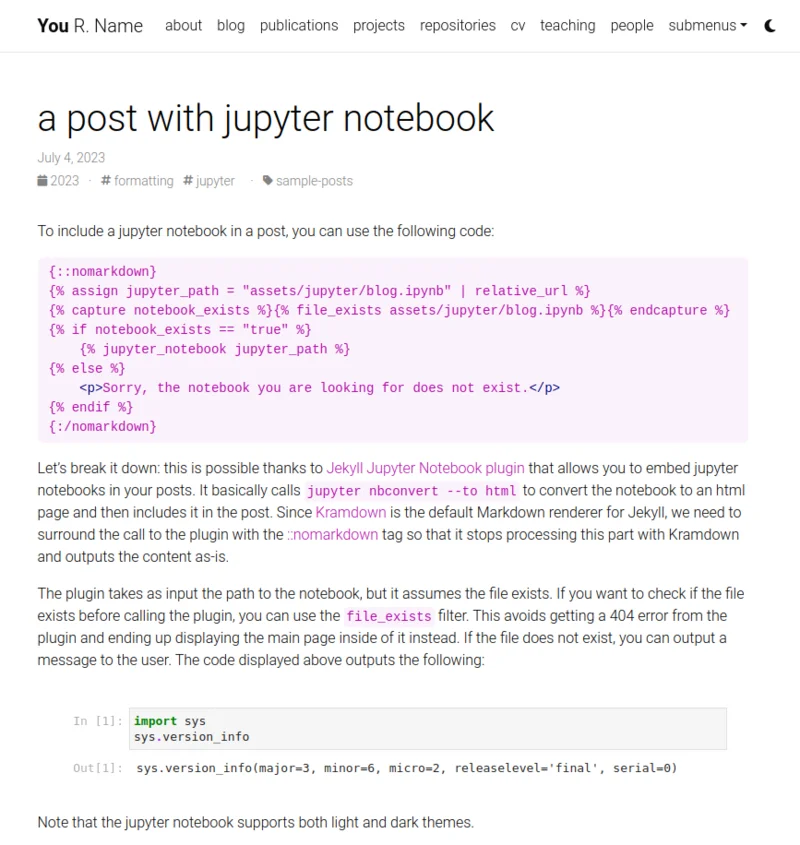 You R. Name about blog publications projects repositories cv teaching people submenus
a post with jupyter notebook
July 4, 2023
2023 · # formatting # jupyter · sample-posts
To include a jupyter notebook in a post, you can use the following code:
{::nomarkdown}
{% assign jupyter_path = "assets/jupyter/blog.ipynb" | relative_url %}
{% capture notebook_exists %}{% file_exists assets/jupyter/blog.ipynb %}{% endcapture %}
{% if notebook_exists == "true" %}
    {% jupyter_notebook jupyter_path %}
{% else %}
    <p>Sorry, the notebook you are looking for does not exist.</p>
{% endif %}
{:/nomarkdown}
Let's break it down: this is possible thanks to Jekyll Jupyter Notebook plugin that allows you to embed jupyter
notebooks in your posts. It basically calls jupyter nbconvert --to html to convert the notebook to an html
page and then includes it in the post. Since Kramdown is the default Markdown renderer for Jekyll, we need to
surround the call to the plugin with the ::nomarkdown tag so that it stops processing this part with Kramdown
and outputs the content as-is.
The plugin takes as input the path to the notebook, but it assumes the file exists. If you want to check if the file
exists before calling the plugin, you can use the file_exists filter. This avoids getting a 404 error from the
plugin and ending up displaying the main page inside of it instead. If the file does not exist, you can output a
message to the user. The code displayed above outputs the following:
In [1]: import sys
sys.version_info
Out[1]: sys.version_info(major=3, minor=6, micro=2, releaselevel='final', serial=0)
Note that the jupyter notebook supports both light and dark themes.